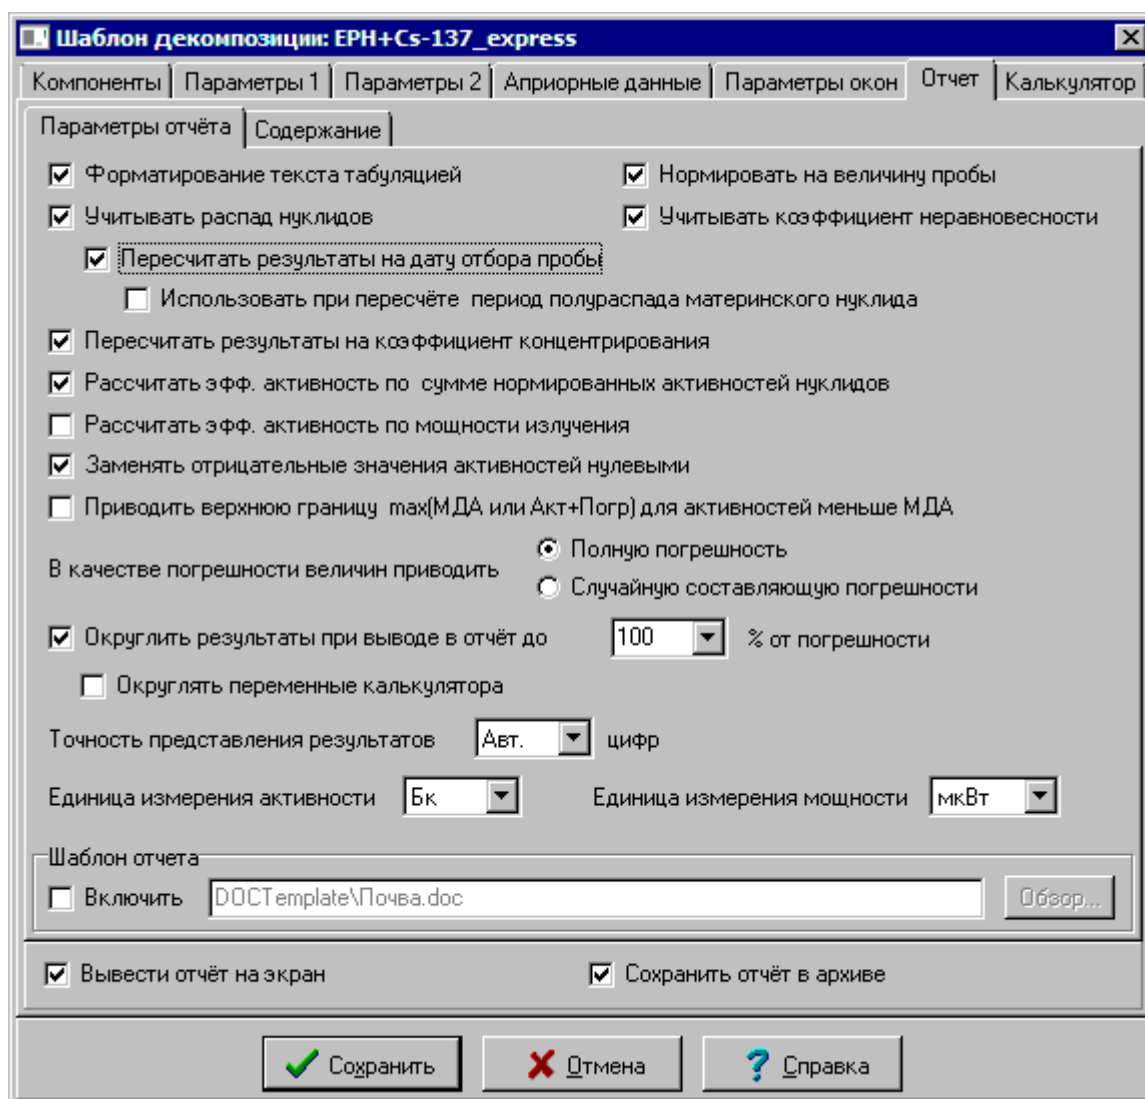 Шаблон декомпозиции: ЕРН+Cs-137_express
Компоненты Параметры 1 Параметры 2 Априорные данные Параметры окон Отчет Калькулятор
Параметры отчёта Содержание
Форматирование текста табуляцией Нормировать на величину пробы
Учитывать распад нуклидов Учитывать коэффициент неравновесности
Пересчитать результаты на дату отбора пробы
Использовать при пересчёте период полураспада материнского нуклида
Пересчитать результаты на коэффициент концентрирования
Рассчитать эфф. активность по сумме нормированных активностей нуклидов
Рассчитать эфф. активность по мощности излучения
Заменять отрицательные значения активностей нулевыми
Приводить верхнюю границу max(МДА или Акт+Погр) для активностей меньше МДА
Полную погрешность
В качестве погрешности величин приводить
Случайную составляющую погрешности
Округлить результаты при выводе в отчёт до 100 % от погрешности
Округлять переменные калькулятора
Точность представления результатов Авт. цифр
Единица измерения активности Бк Единица измерения мощности мкВт
Шаблон отчета
Включить DOCTemplate\Почва.doc Обзор...
Вывести отчёт на экран Сохранить отчёт в архиве
Сохранить Отмена Справка